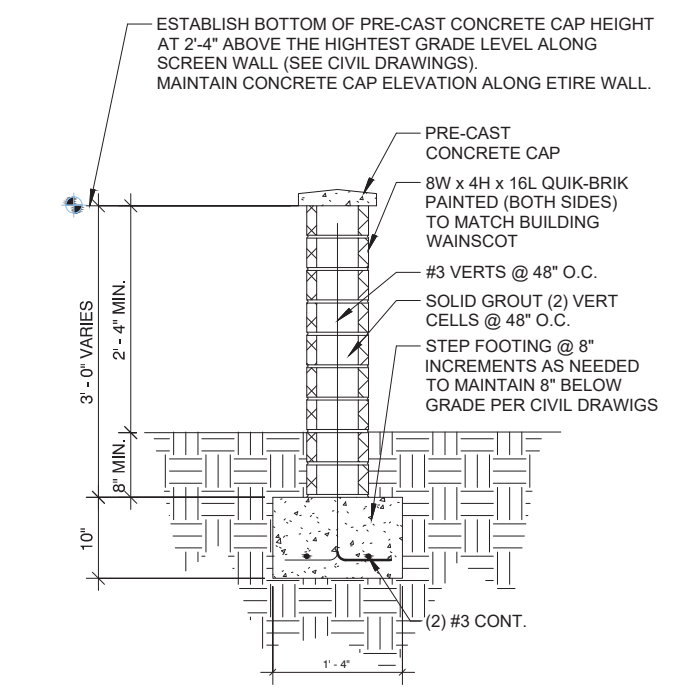 ESTABLISH BOTTOM OF PRE-CAST CONCRETE CAP HEIGHT
AT 2'-4" ABOVE THE HIGHTEST GRADE LEVEL ALONG
SCREEN WALL (SEE CIVIL DRAWINGS).
MAINTAIN CONCRETE CAP ELEVATION ALONG ETIRE WALL.
PRE-CAST
CONCRETE CAP
8W x 4H x 16L QUIK-BRIK
PAINTED (BOTH SIDES)
TO MATCH BUILDING
WAINSCOT
#3 VERTS @ 48" O.C.
SOLID GROUT (2) VERT
CELLS @ 48" O.C.
STEP FOOTING @ 8"
INCREMENTS AS NEEDED
TO MAINTAIN 8" BELOW
GRADE PER CIVIL DRAWIGS
3' - 0" VARIES
2' - 4" MIN.
8" MIN.
10"
(2) #3 CONT.
1' - 4"